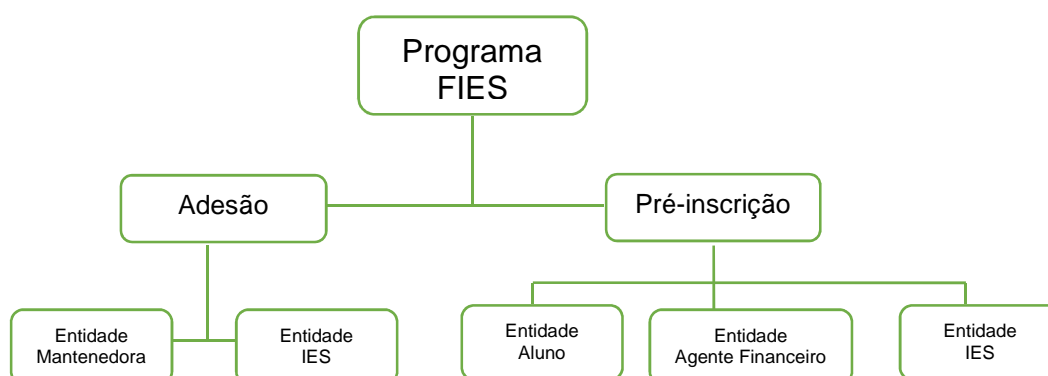 Programa
FIES
Adesão
Pré-inscrição
Entidade
Mantenedora
Entidade
IES
Entidade
Aluno
Entidade
Agente Financeiro
Entidade
IES